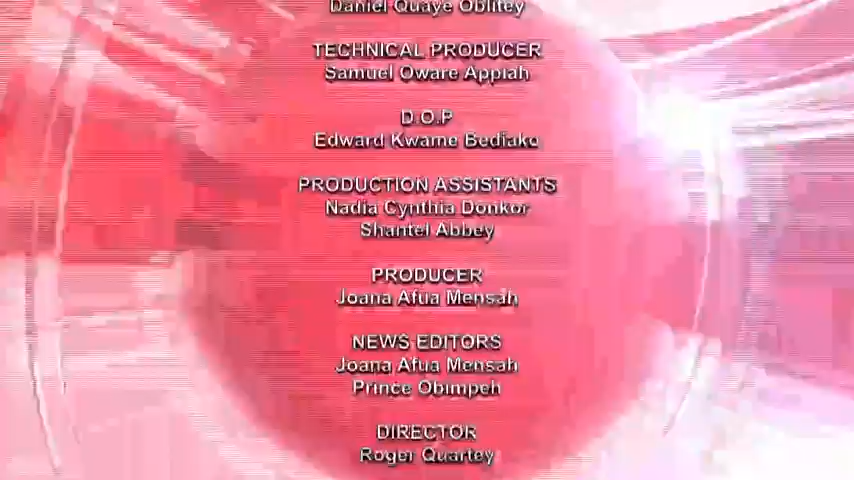 Daniel Quaye Oblitey
TECHNICAL PRODUCER
Samuel Oware Appiah
D.O.P
Edward Kwame Bediako
PRODUCTION ASSISTANTS
Nadia Cynthia Donkor
Shantel Abbey
PRODUCER
Joana Afua Mensah
NEWS EDITORS
Joana Afua Mensah
Prince Obimpeh
DIRECTOR
Roger Quartey